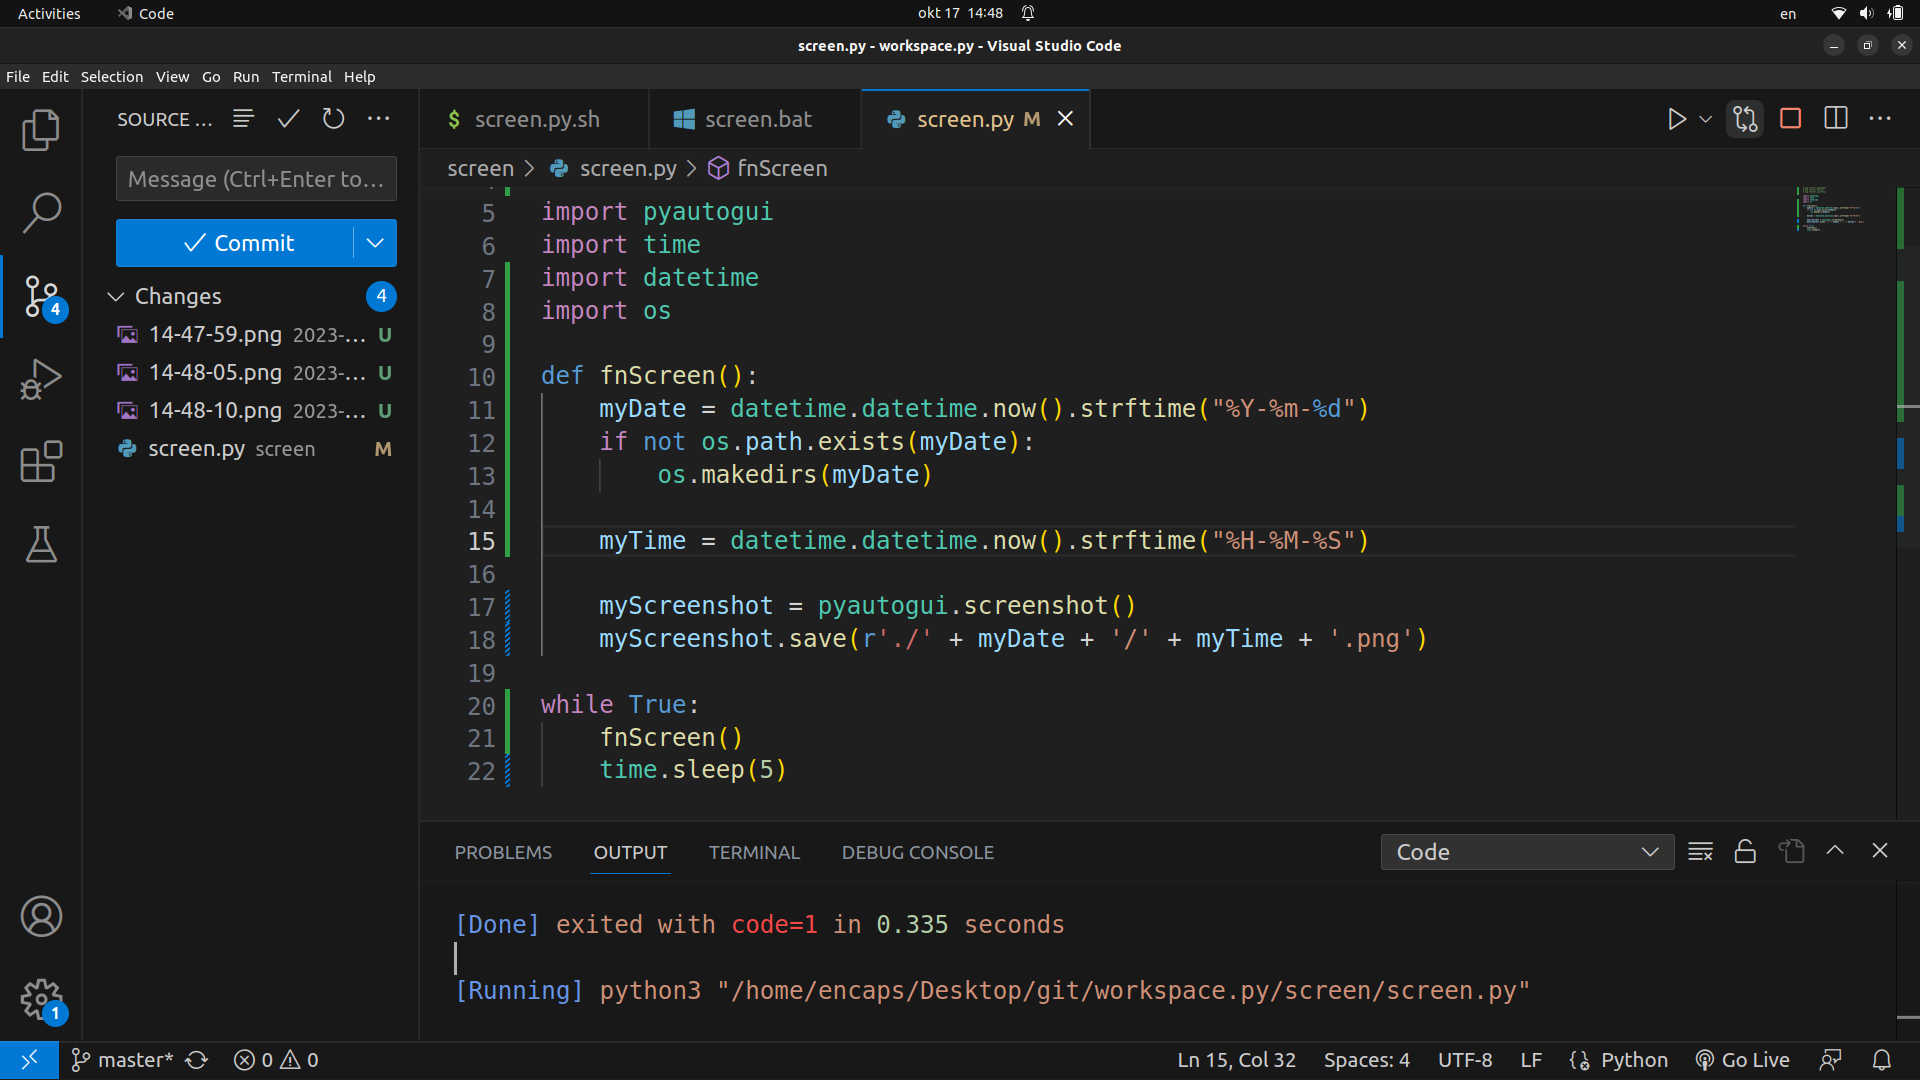 Activities
Code
okt 17 14:48
en
screen.py - workspace.py - Visual Studio Code
File Edit Selection View Go Run Terminal Help
SOURCE ...
screen.py.sh
screen.bat
screen.py M
screen > screen.py > fnScreen
Message (Ctrl+Enter to...
Commit
Changes 4
14-47-59.png 2023-... U
14-48-05.png 2023-... U
14-48-10.png 2023-... U
screen.py screen M
4
1
5 import pyautogui
6 import time
7 import datetime
8 import os
9
10 def fnScreen():
11 myDate = datetime.datetime.now().strftime("%Y-%m-%d")
12 if not os.path.exists(myDate):
13 os.makedirs(myDate)
14
15 myTime = datetime.datetime.now().strftime("%H-%M-%S")
16
17 myScreenshot = pyautogui.screenshot()
18 myScreenshot.save(r'./' + myDate + '/' + myTime + '.png')
19
20 while True:
21 fnScreen()
22 time.sleep(5)
PROBLEMS OUTPUT TERMINAL DEBUG CONSOLE
Code
[Done] exited with code=1 in 0.335 seconds
[Running] python3 "/home/encaps/Desktop/git/workspace.py/screen/screen.py"
master* 0 0
Ln 15, Col 32 Spaces: 4 UTF-8 LF Python Go Live